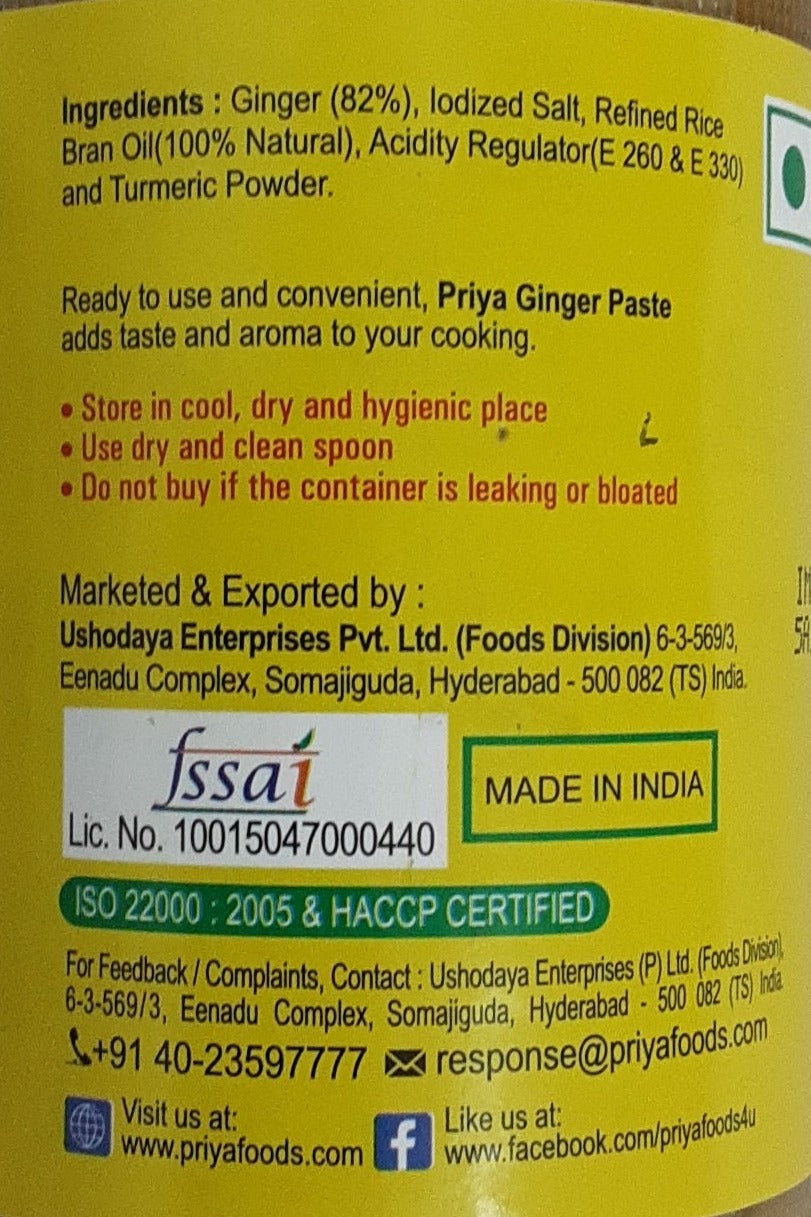 Ingredients : Ginger (82%), Iodized Salt, Refined Rice
Bran Oil(100% Natural), Acidity Regulator(E 260 & E 330)
and Turmeric Powder.
Ready to use and convenient, Priya Ginger Paste
adds taste and aroma to your cooking.
• Store in cool, dry and hygienic place
• Use dry and clean spoon
• Do not buy if the container is leaking or bloated
Marketed & Exported by :
Ushodaya Enterprises Pvt. Ltd. (Foods Division) 6-3-569/3,
Eenadu Complex, Somajiguda, Hyderabad - 500 082 (TS) India.
fssai
Lic. No. 10015047000440
MADE IN INDIA
ISO 22000 : 2005 & HACCP CERTIFIED
For Feedback / Complaints, Contact : Ushodaya Enterprises (P) Ltd. (Foods Division),
6-3-569/3, Eenadu Complex, Somajiguda, Hyderabad - 500 082 (TS) India.
+91 40-23597777 response@priyafoods.com
Visit us at:
www.priyafoods.com
Like us at:
www.facebook.com/priyafoods4u